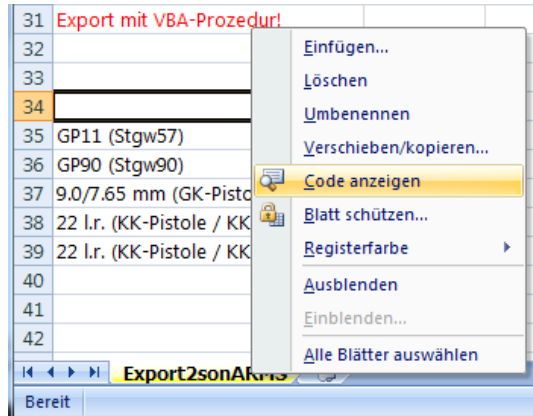 31 Export mit VBA-Prozedur!
32
33
34
35 GP11 (Stgw57)
36 GP90 (Stgw90)
37 9.0/7.65 mm (GK-Pisto
38 22 l.r. (KK-Pistole / KK
39 22 l.r. (KK-Pistole / KK
40
41
42
Einfügen...
Löschen
Umbenennen
Verschieben/kopieren...
Code anzeigen
Blatt schützen...
Registerfarbe
Ausblenden
Einblenden...
Alle Blätter auswählen
Export2sonARMS
Bereit